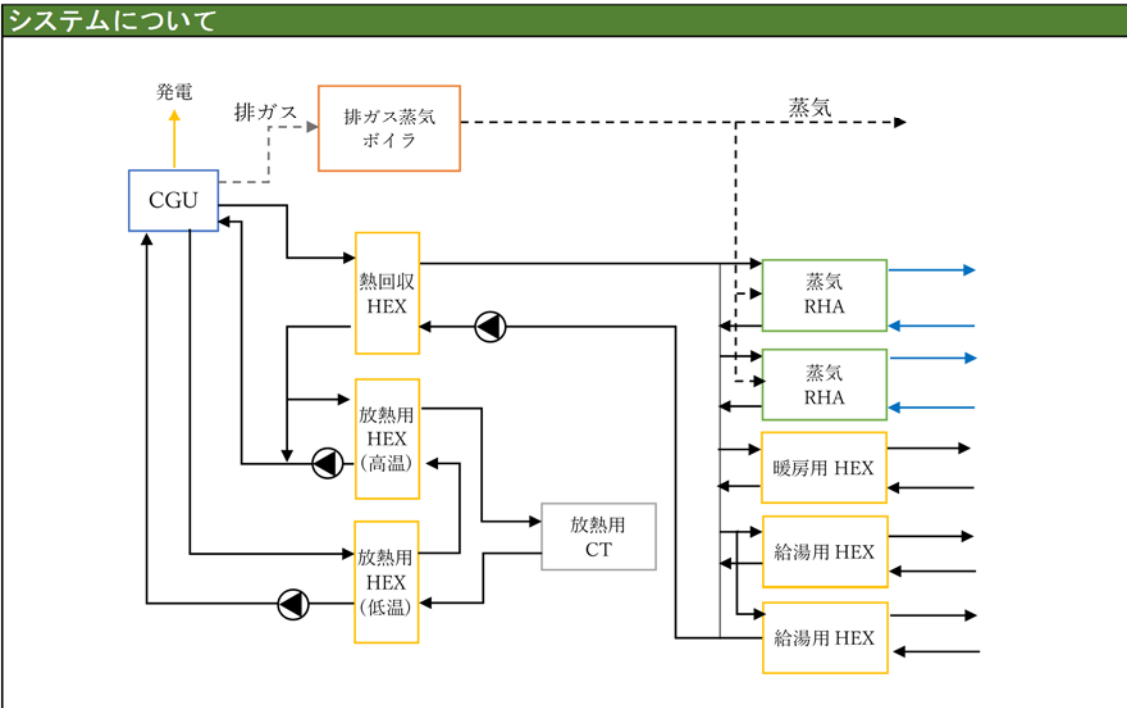 システムについて
発電
排ガス
排ガス蒸気
ボイラ
蒸気
CGU
熱回収
HEX
蒸気
RHA
蒸気
RHA
放熱用
HEX
(高温)
暖房用 HEX
放熱用
CT
給湯用 HEX
放熱用
HEX
(低温)
給湯用 HEX